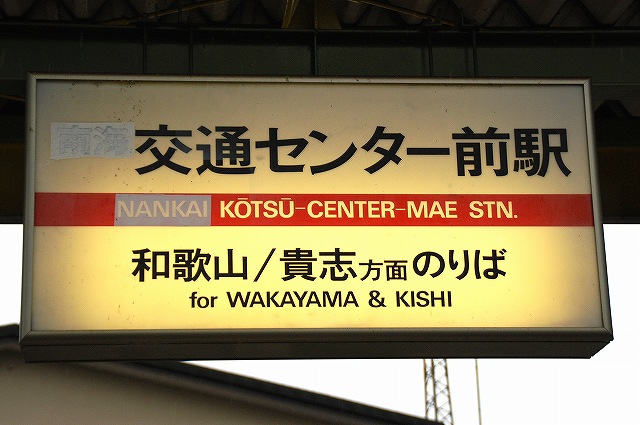 南海交通センター前駅
NANKAI KŌTSŪ-CENTER-MAE STN.
和歌山/貴志方面のりば
for WAKAYAMA & KISHI